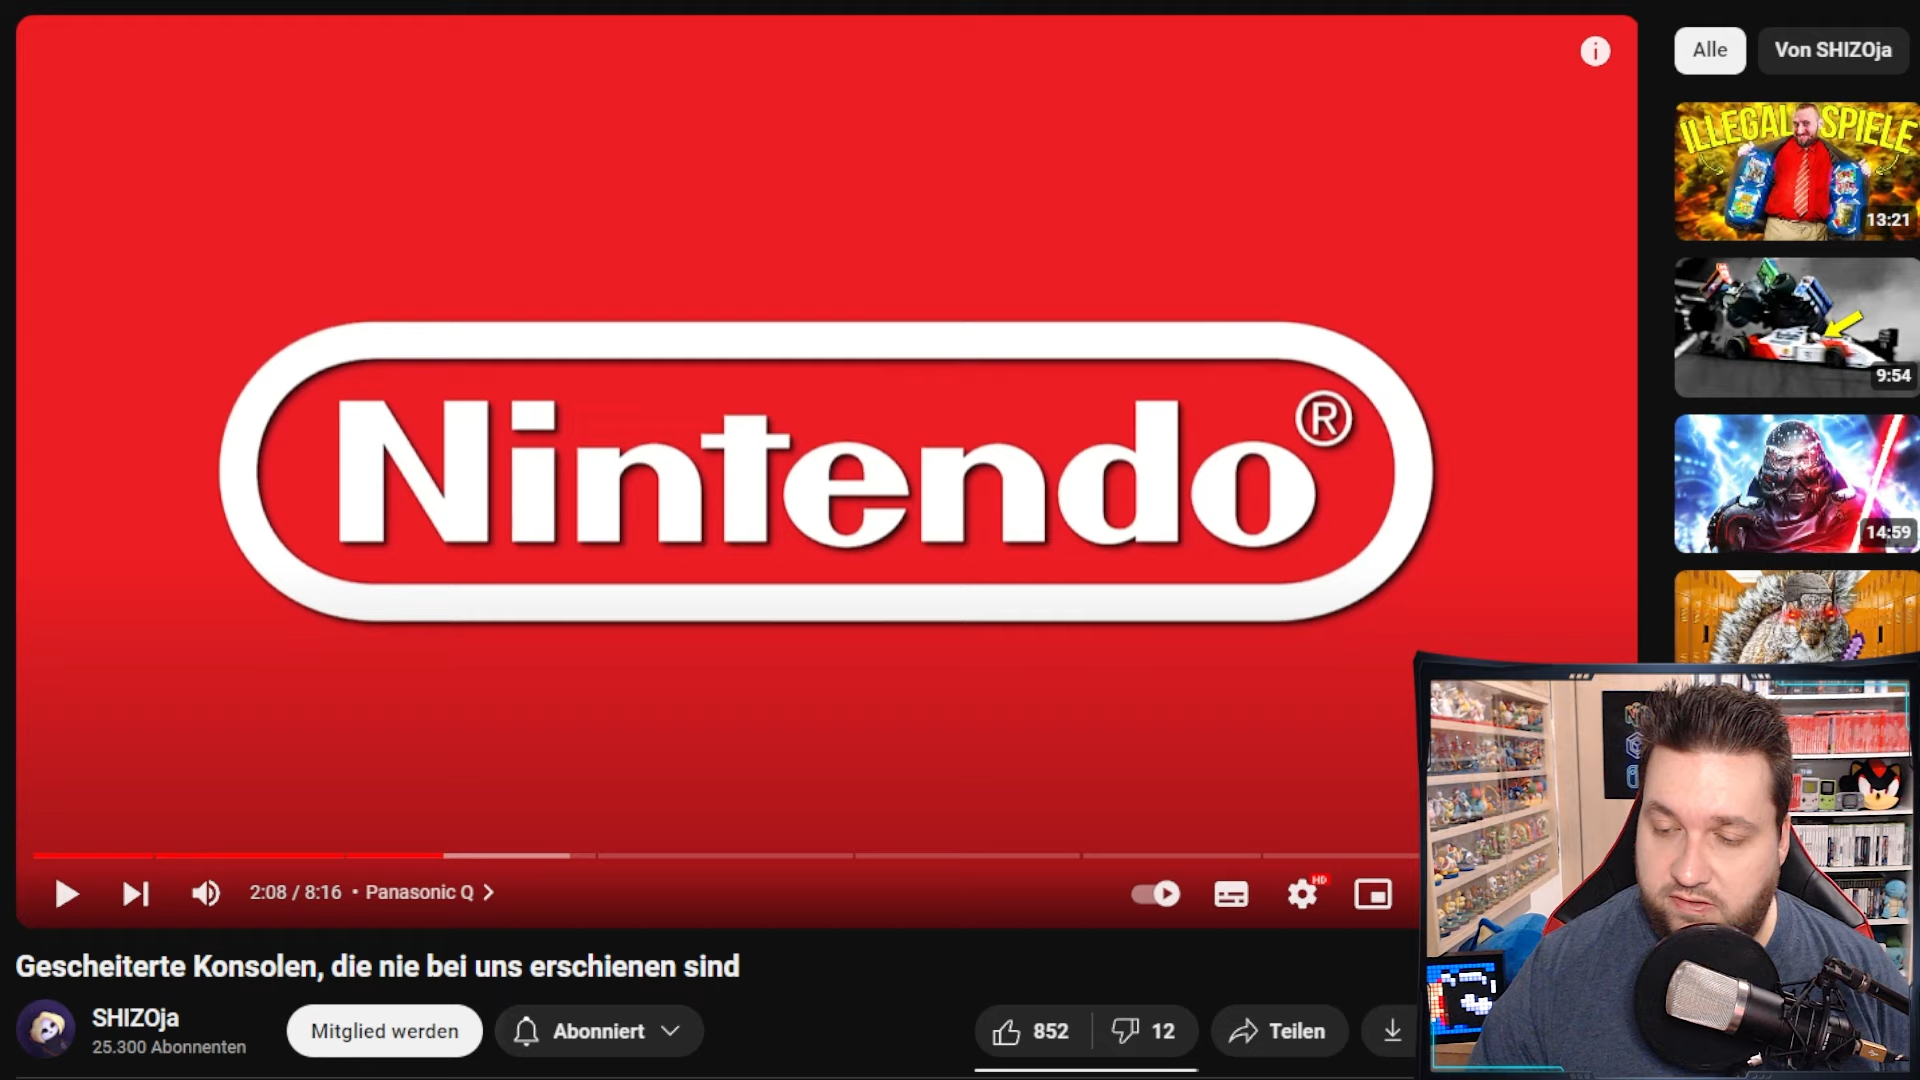 Nintendo®
i
Alle
Von SHIZOja
ILLEGAL SPIELE
13:21
9:54
14:59
2:08 / 8:16 • Panasonic Q
HD
Gescheiterte Konsolen, die nie bei uns erschienen sind
SHIZOja
25.300 Abonnenten
Mitglied werden
Abonniert
852
12
Teilen